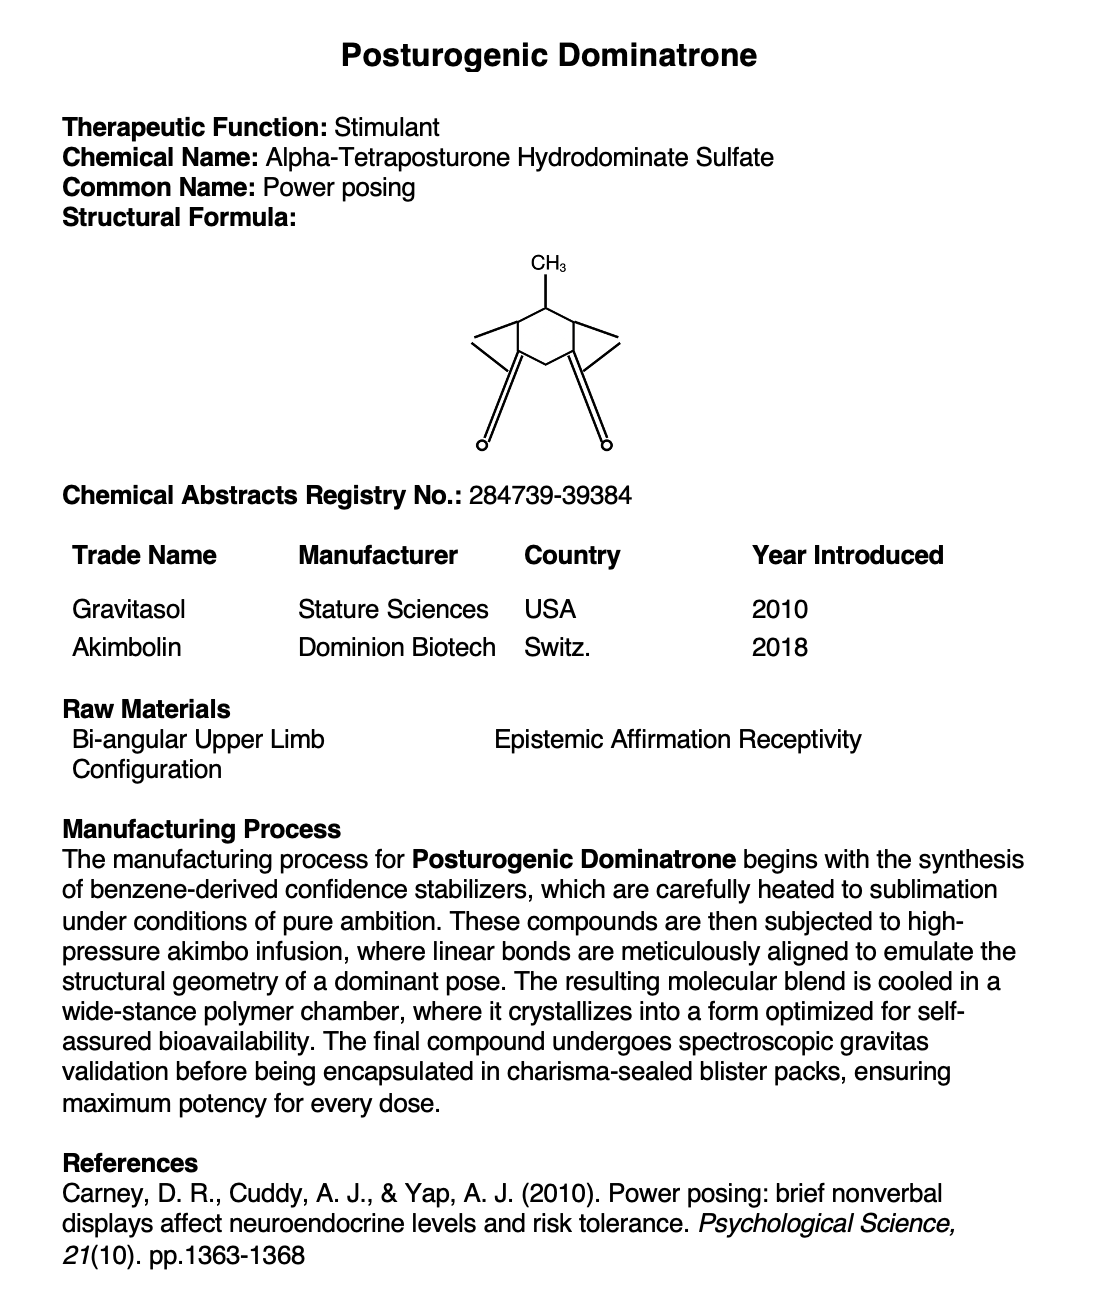 Posturogenic Dominatrone
Therapeutic Function: Stimulant
Chemical Name: Alpha-Tetraposturone Hydrodominate Sulfate
Common Name: Power posing
Structural Formula:
CH₃
O O
Chemical Abstracts Registry No.: 284739-39384
Trade Name Manufacturer Country Year Introduced
Gravitasol Stature Sciences USA 2010
Akimbolin Dominion Biotech Switz. 2018
Raw Materials
Bi-angular Upper Limb Epistemic Affirmation Receptivity
Configuration
Manufacturing Process
The manufacturing process for Posturogenic Dominatrone begins with the synthesis
of benzene-derived confidence stabilizers, which are carefully heated to sublimation
under conditions of pure ambition. These compounds are then subjected to high-
pressure akimbo infusion, where linear bonds are meticulously aligned to emulate the
structural geometry of a dominant pose. The resulting molecular blend is cooled in a
wide-stance polymer chamber, where it crystallizes into a form optimized for self-
assured bioavailability. The final compound undergoes spectroscopic gravitas
validation before being encapsulated in charisma-sealed blister packs, ensuring
maximum potency for every dose.
References
Carney, D. R., Cuddy, A. J., & Yap, A. J. (2010). Power posing: brief nonverbal
displays affect neuroendocrine levels and risk tolerance. Psychological Science,
21(10). pp.1363-1368